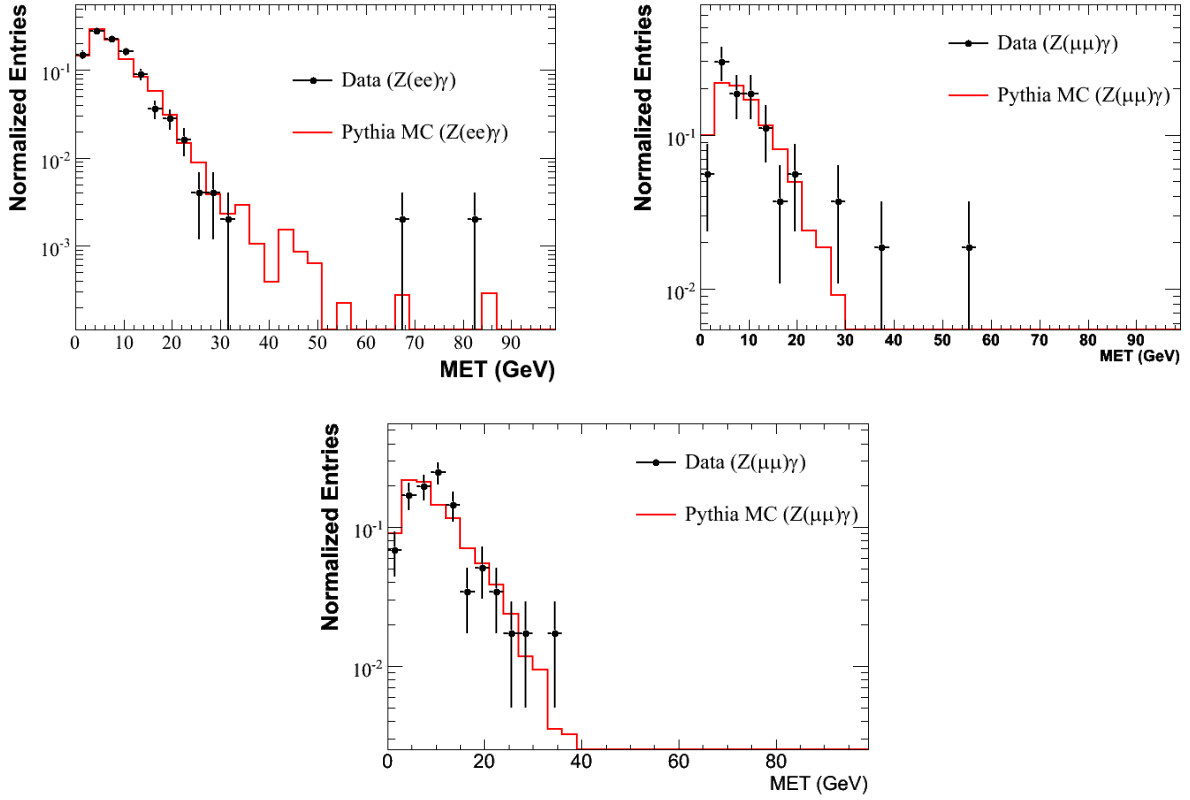 Normalized Entries
Data (Z(ee)γ)
Pythia MC (Z(ee)γ)
10⁻¹
10⁻²
10⁻³
0 10 20 30 40 50 60 70 80 90
MET (GeV)
Normalized Entries
Data (Z(μμ)γ)
Pythia MC (Z(μμ)γ)
10⁻¹
10⁻²
0 10 20 30 40 50 60 70 80 90
MET (GeV)
Normalized Entries
Data (Z(μμ)γ)
Pythia MC (Z(μμ)γ)
10⁻¹
10⁻²
0 20 40 60 80
MET (GeV)